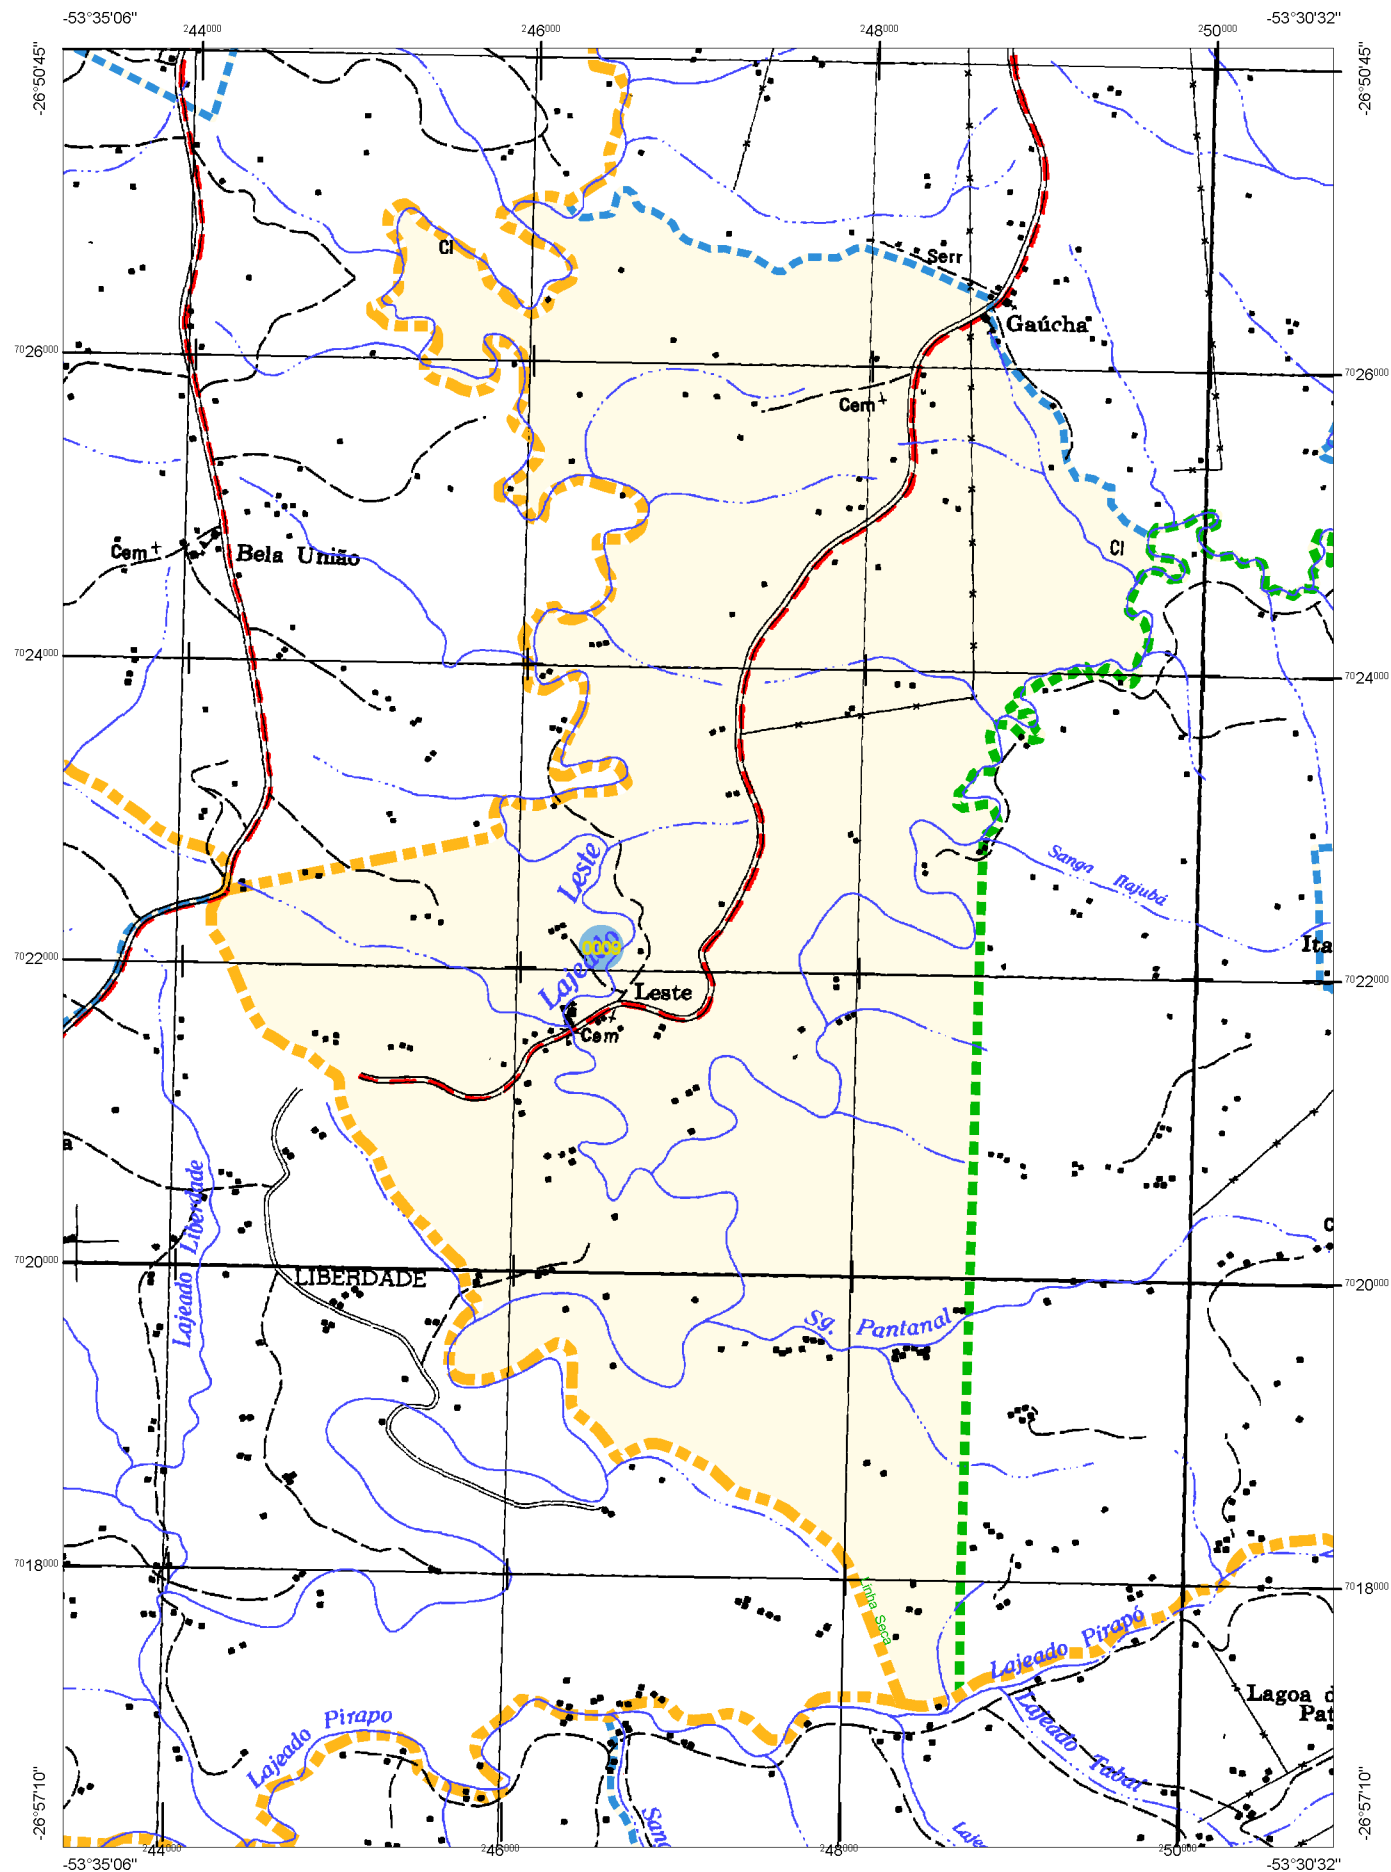 -53°35'06"
-53°30'32"
244000
246000
248000
250000
-26°50'45"
-26°50'45"
Cl
Serr
Gaúcha
7026000
7026000
Cem
Cem
Bela União
Cl
7024000
7024000
Leste
Sanga Itajubá
Lajeado
Ita
7022000
7022000
Leste
Cem
a
Lajeado Liberdade
C
7020000
7020000
LIBERDADE
Sg. Pantanal
7018000
7018000
Linha Seca
Lajeado Pirapó
Lagoa d
Pat
Lajeado Pirapo
Lajeado Tabal
Sang
Laje
-26°57'10"
-26°57'10"
244000
246000
248000
250000
-53°35'06"
-53°30'32"